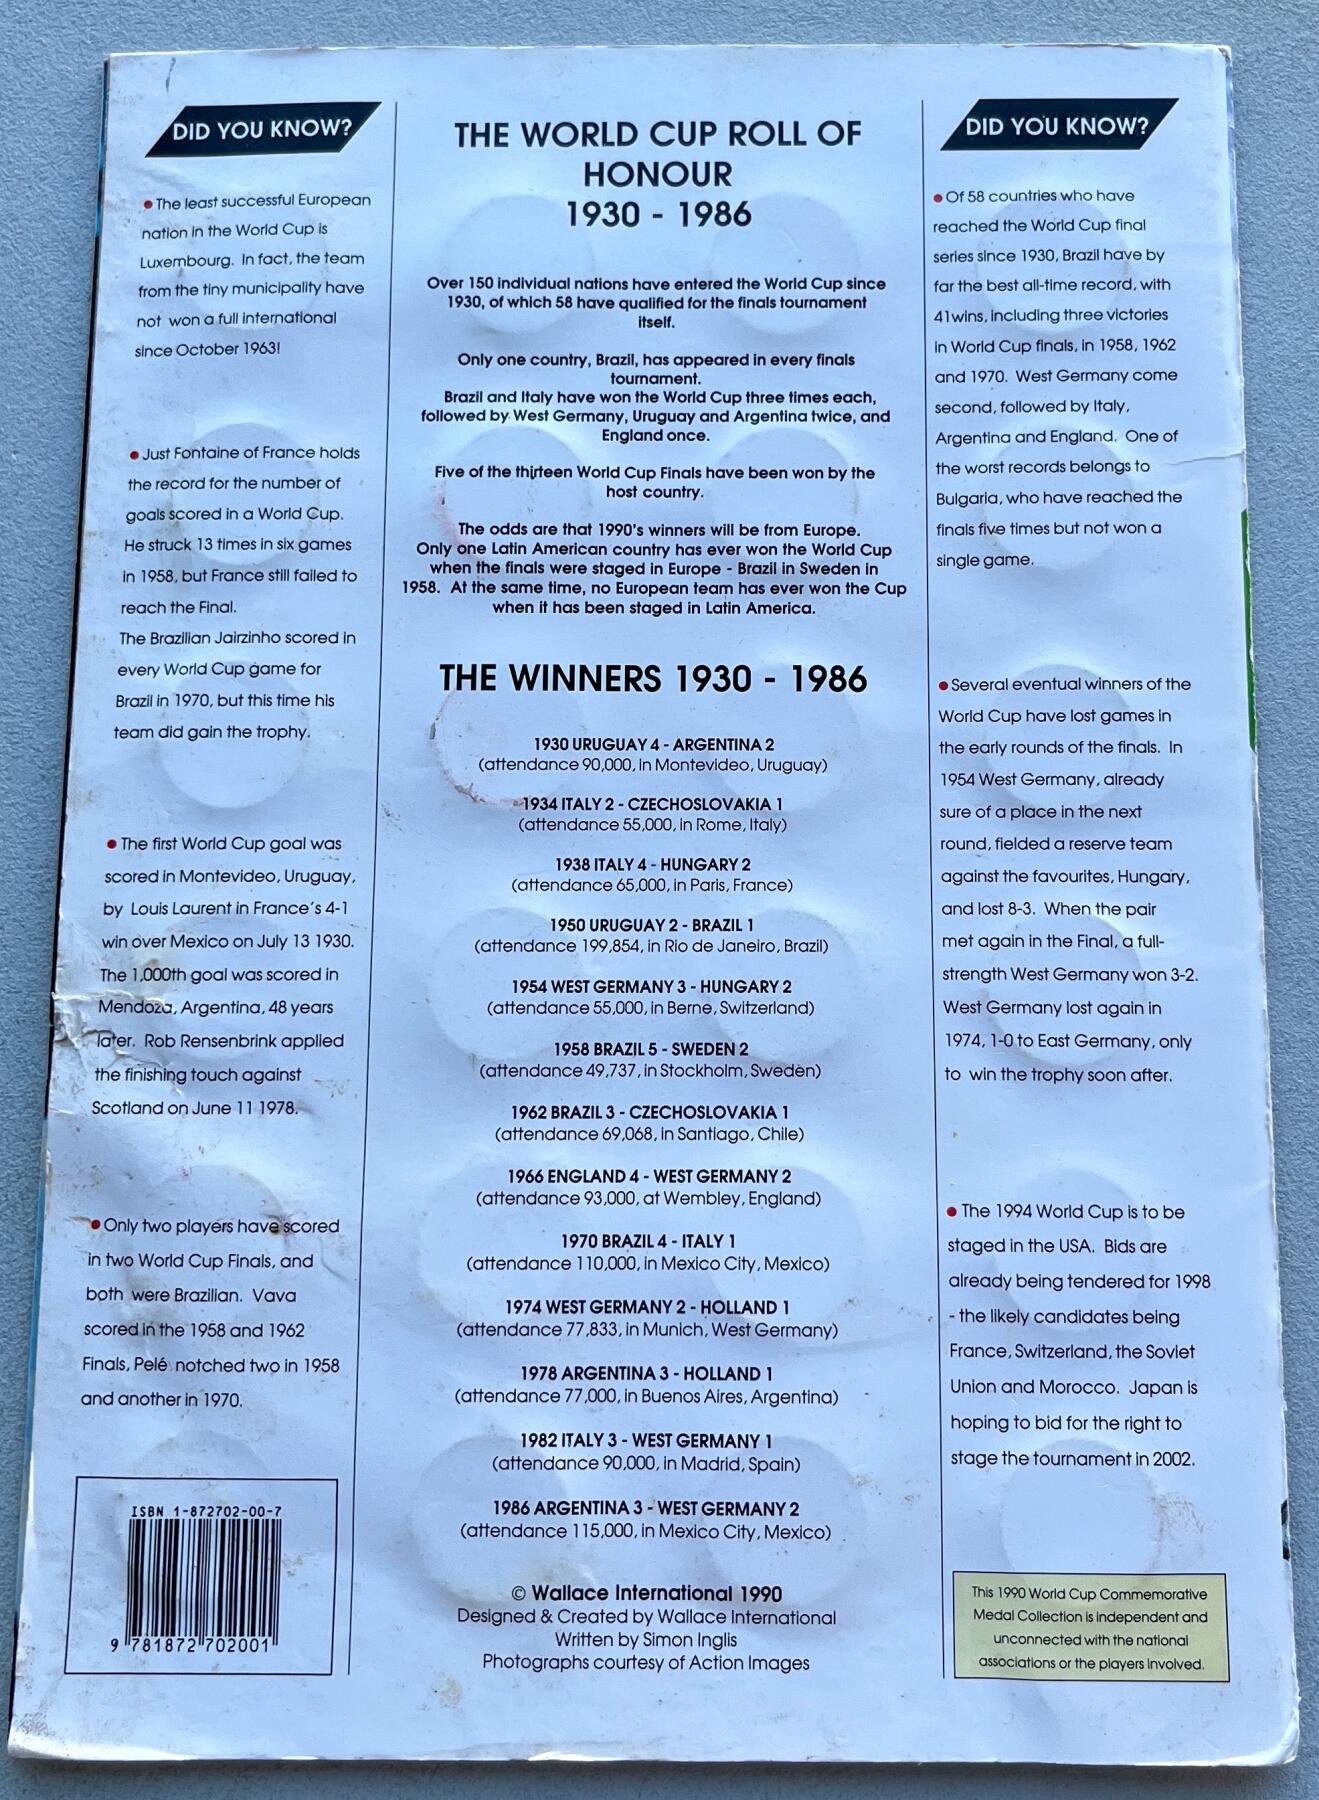 DID YOU KNOW?
• The least successful European
nation in the World Cup is
Luxembourg. In fact, the team
from the tiny municipality have
not won a full international
since October 1963!
• Just Fontaine of France holds
the record for the number of
goals scored in a World Cup.
He struck 13 times in six games
in 1958, but France still failed to
reach the Final.
The Brazilian Jairzinho scored in
every World Cup game for
Brazil in 1970, but this time his
team did gain the trophy.
• The first World Cup goal was
scored in Montevideo, Uruguay,
by Louis Laurent in France's 4-1
win over Mexico on July 13 1930.
The 1,000th goal was scored in
Mendoza, Argentina, 48 years
later. Rob Rensenbrink applied
the finishing touch against
Scotland on June 11 1978.
• Only two players have scored
in two World Cup Finals, and
both were Brazilian. Vava
scored in the 1958 and 1962
Finals, Pelé notched two in 1958
and another in 1970.
ISBN 1-872702-00-7
9 781872 702001
THE WORLD CUP ROLL OF
HONOUR
1930 - 1986
Over 150 individual nations have entered the World Cup since
1930, of which 58 have qualified for the finals tournament
itself.
Only one country, Brazil, has appeared in every finals
tournament.
Brazil and Italy have won the World Cup three times each,
followed by West Germany, Uruguay and Argentina twice, and
England once.
Five of the thirteen World Cup Finals have been won by the
host country.
The odds are that 1990's winners will be from Europe.
Only one Latin American country has ever won the World Cup
when the finals were staged in Europe - Brazil in Sweden in
1958. At the same time, no European team has ever won the Cup
when it has been staged in Latin America.
THE WINNERS 1930 - 1986
1930 URUGUAY 4 - ARGENTINA 2
(attendance 90,000, in Montevideo, Uruguay)
1934 ITALY 2 - CZECHOSLOVAKIA 1
(attendance 55,000, in Rome, Italy)
1938 ITALY 4 - HUNGARY 2
(attendance 65,000, in Paris, France)
1950 URUGUAY 2 - BRAZIL 1
(attendance 199,854, in Rio de Janeiro, Brazil)
1954 WEST GERMANY 3 - HUNGARY 2
(attendance 55,000, in Berne, Switzerland)
1958 BRAZIL 5 - SWEDEN 2
(attendance 49,737, in Stockholm, Sweden)
1962 BRAZIL 3 - CZECHOSLOVAKIA 1
(attendance 69,068, in Santiago, Chile)
1966 ENGLAND 4 - WEST GERMANY 2
(attendance 93,000, at Wembley, England)
1970 BRAZIL 4 - ITALY 1
(attendance 110,000, in Mexico City, Mexico)
1974 WEST GERMANY 2 - HOLLAND 1
(attendance 77,833, in Munich, West Germany)
1978 ARGENTINA 3 - HOLLAND 1
(attendance 77,000, in Buenos Aires, Argentina)
1982 ITALY 3 - WEST GERMANY 1
(attendance 90,000, in Madrid, Spain)
1986 ARGENTINA 3 - WEST GERMANY 2
(attendance 115,000, in Mexico City, Mexico)
© Wallace International 1990
Designed & Created by Wallace International
Written by Simon Inglis
Photographs courtesy of Action Images
DID YOU KNOW?
• Of 58 countries who have
reached the World Cup final
series since 1930, Brazil have by
far the best all-time record, with
41wins, including three victories
in World Cup finals, in 1958, 1962
and 1970. West Germany come
second, followed by Italy,
Argentina and England. One of
the worst records belongs to
Bulgaria, who have reached the
finals five times but not won a
single game.
• Several eventual winners of the
World Cup have lost games in
the early rounds of the finals. In
1954 West Germany, already
sure of a place in the next
round, fielded a reserve team
against the favourites, Hungary,
and lost 8-3. When the pair
met again in the Final, a full-
strength West Germany won 3-2.
West Germany lost again in
1974, 1-0 to East Germany, only
to win the trophy soon after.
• The 1994 World Cup is to be
staged in the USA. Bids are
already being tendered for 1998
- the likely candidates being
France, Switzerland, the Soviet
Union and Morocco. Japan is
hoping to bid for the right to
stage the tournament in 2002.
This 1990 World Cup Commemorative
Medal Collection is independent and
unconnected with the national
associations or the players involved.